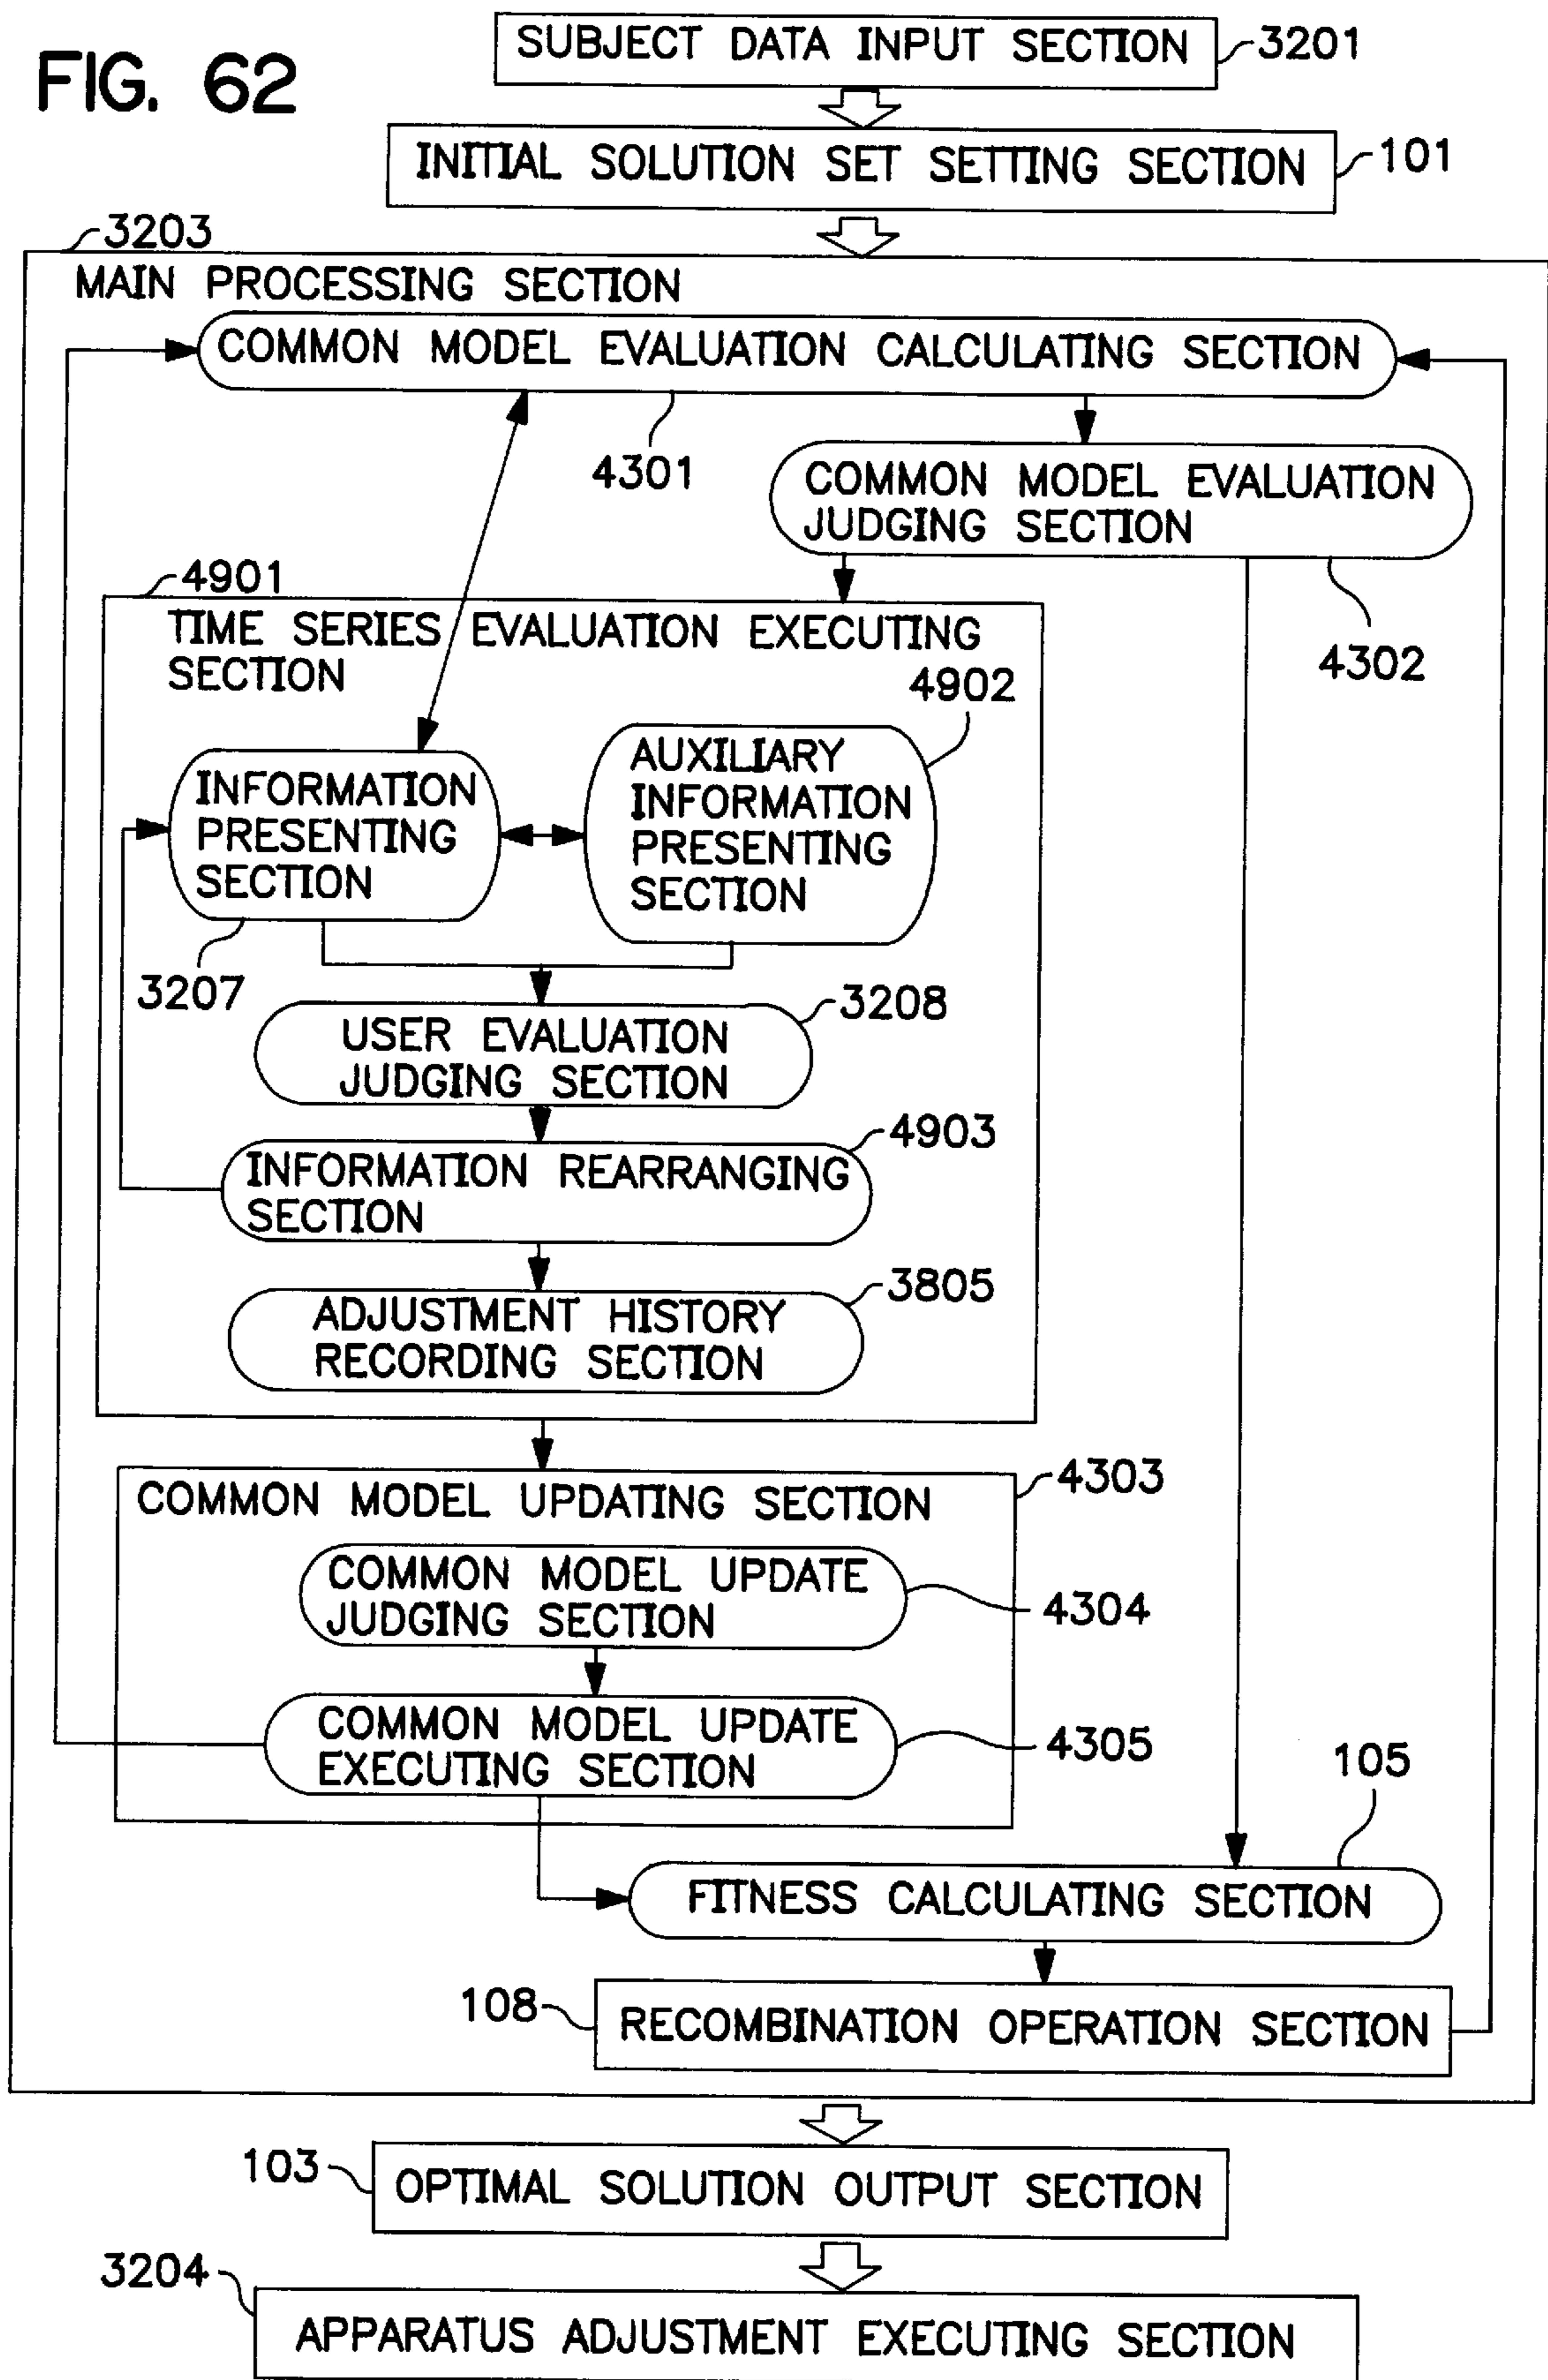 FIG. 62
SUBJECT DATA INPUT SECTION
3201
INITIAL SOLUTION SET SETTING SECTION
101
3203
MAIN PROCESSING SECTION
COMMON MODEL EVALUATION CALCULATING SECTION
4301
COMMON MODEL EVALUATION
JUDGING SECTION
4302
4901
TIME SERIES EVALUATION EXECUTING
SECTION
4902
INFORMATION
PRESENTING
SECTION
3207
AUXILIARY
INFORMATION
PRESENTING
SECTION
3208
USER EVALUATION
JUDGING SECTION
4903
INFORMATION REARRANGING
SECTION
3805
ADJUSTMENT HISTORY
RECORDING SECTION
4303
COMMON MODEL UPDATING SECTION
COMMON MODEL UPDATE
JUDGING SECTION
4304
COMMON MODEL UPDATE
EXECUTING SECTION
4305
105
FITNESS CALCULATING SECTION
108
RECOMBINATION OPERATION SECTION
103
OPTIMAL SOLUTION OUTPUT SECTION
3204
APPARATUS ADJUSTMENT EXECUTING SECTION